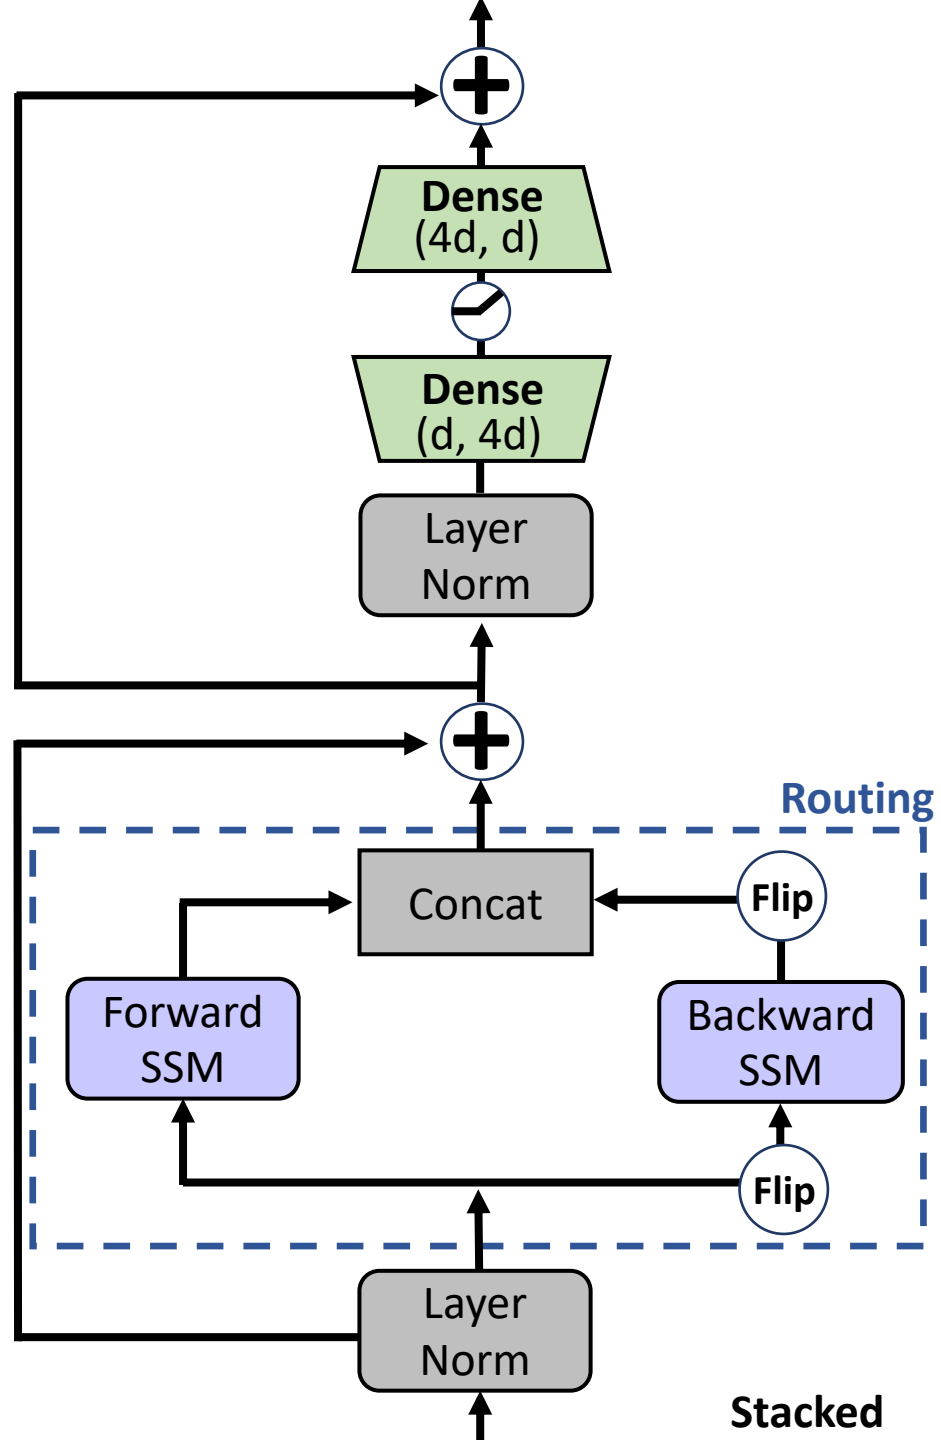 Dense
(4d, d)
Dense
(d, 4d)
Layer
Norm
Routing
Concat
Flip
Forward
SSM
Backward
SSM
Flip
Layer
Norm
Stacked